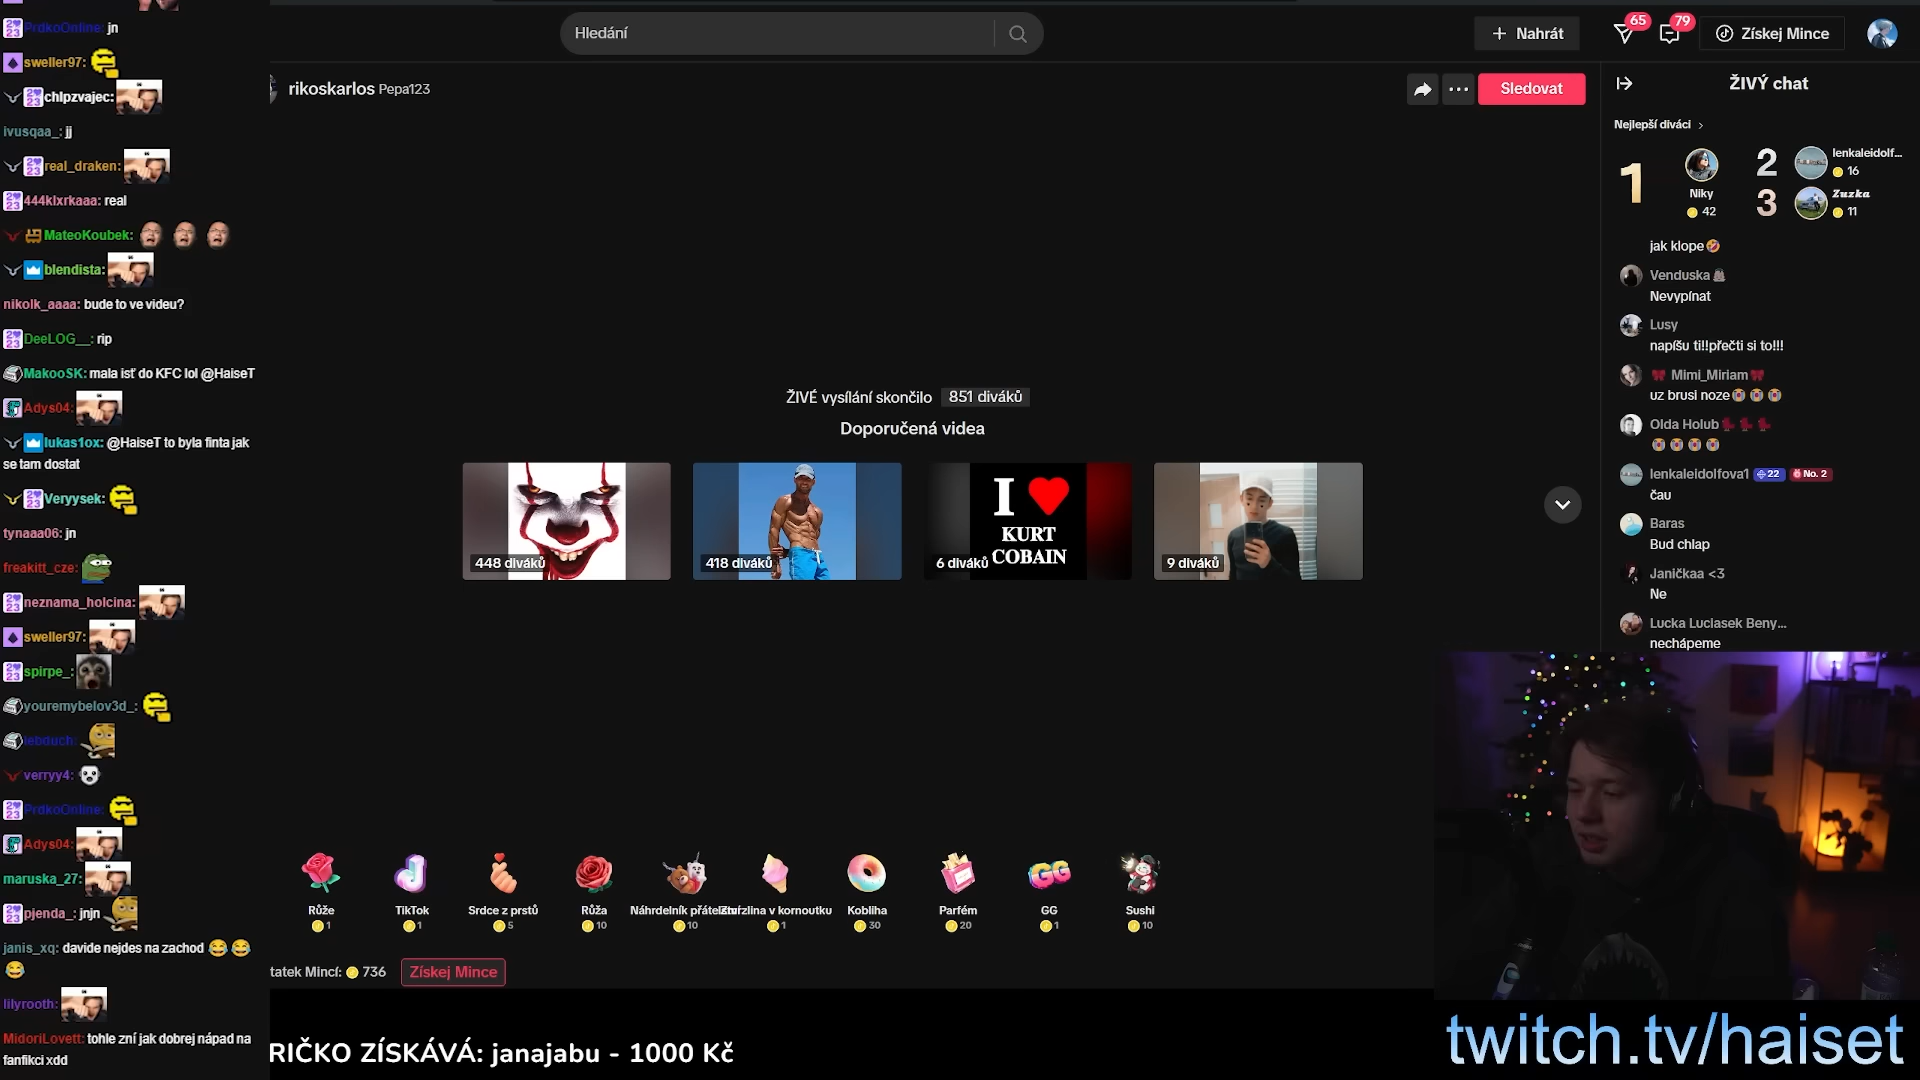 PrdkoOnline: jn
sweller97:
chlpzvajec:
ivusqaa_: jj
real_draken:
444klxrkaaa: real
MateoKoubek:
blendista:
nikolk_aaaa: bude to ve videu?
DeeLOG__: rip
MakooSK: mala isť do KFC lol @HaiseT
Adys04:
lukas1ox: @HaiseT to byla finta jak
se tam dostat
Veryysek:
tynaaa06: jn
freakitt_cze:
neznama_holcina:
sweller97:
spirpe_:
youremybelov3d_:
lebduch:
verryy4:
PrdkoOnline:
Adys04:
maruska_27:
pjenda_: jnjn
janis_xq: davide nejdes na zachod
lilyrooth:
MidoriLovett: tohle zní jak dobrej nápad na
fanfikci xdd
Hledání
Nahrát
65
79
Získej Mince
rikoskarlos Pepa123
Sledovat
ŽIVÉ vysílání skončilo 851 diváků
Doporučená videa
448 diváků
418 diváků
I
KURT
COBAIN
6 diváků
9 diváků
Růže
1
TikTok
1
Srdce z prstů
5
Růža
10
Náhrdelník
10
kornoutku
1
Kobliha
30
Parfém
20
GG
GG
1
Sushi
10
tatek Mincí: 736 Získej Mince
RIČKO ZÍSKÁVÁ: janajabu - 1000 Kč
ŽIVÝ chat
Nejlepší diváci
1
Niky
42
2
lenkaleidolf...
16
3
Zuzka
11
jak klope
Venduska
Nevypínat
Lusy
napíšu ti!!přečti si to!!!
Mimi_Miriam
uz brusi noze
Olda Holub
lenkaleidolfova1 22 No. 2
čau
Baras
Bud chlap
Janičkaa <3
Ne
Lucka Luciasek Beny...
nechápeme
twitch.tv/haiset